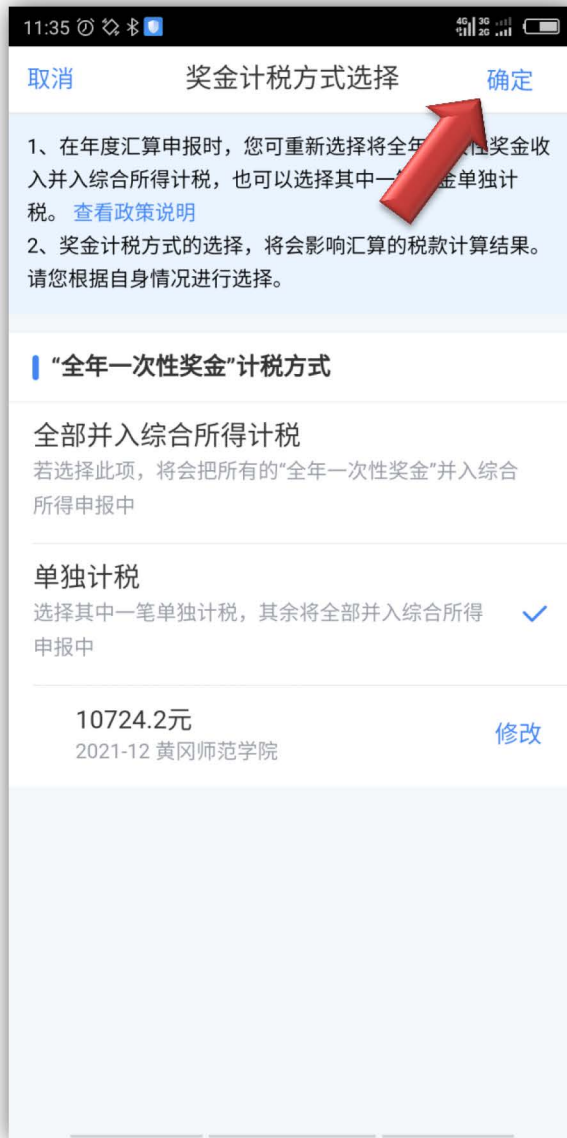 11:35
4G 3G 2G
取消 奖金计税方式选择 确定
1、在年度汇算申报时，您可重新选择将全年 性奖金收
入并入综合所得计税，也可以选择其中一 金单独计
税。 查看政策说明
2、奖金计税方式的选择，将会影响汇算的税款计算结果。
请您根据自身情况进行选择。
“全年一次性奖金”计税方式
全部并入综合所得计税
若选择此项，将会把所有的“全年一次性奖金”并入综合
所得申报中
单独计税
选择其中一笔单独计税，其余将全部并入综合所得
申报中
10724.2元
2021-12 黄冈师范学院
修改